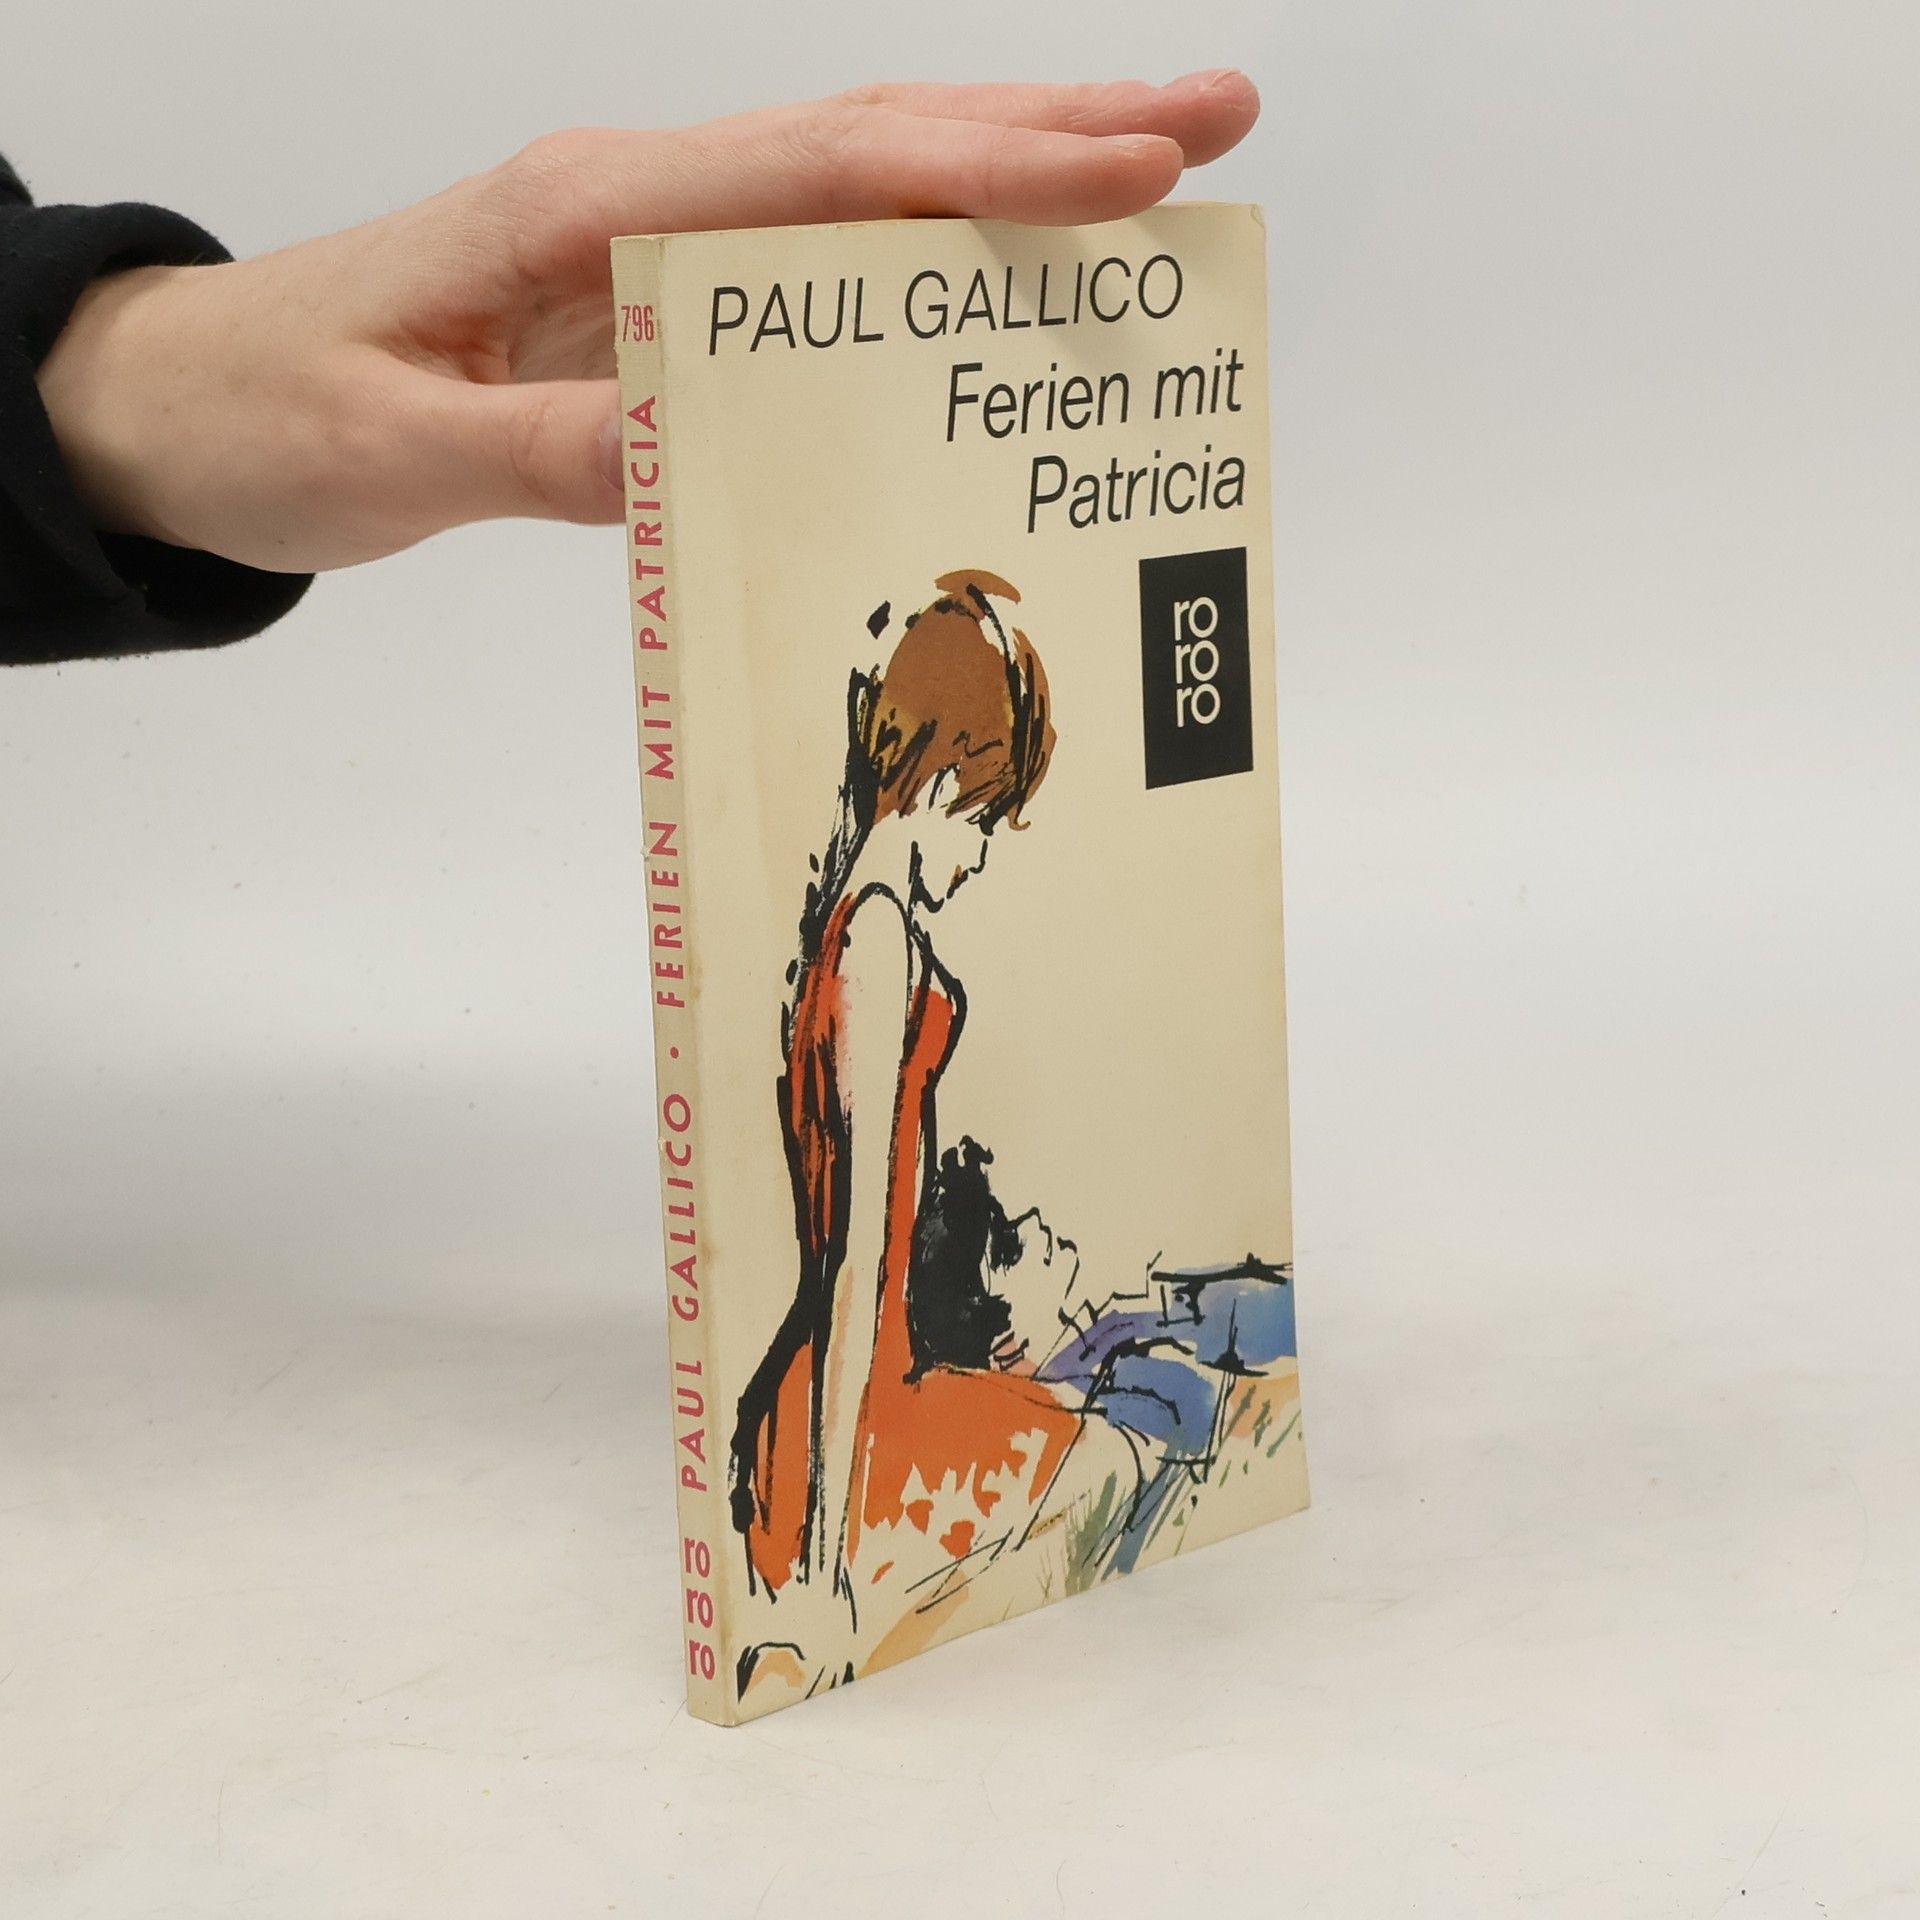 PAUL GALLICO
Ferien mit
Patricia
ro
ro
ro
796
PAUL GALLICO • FERIEN MIT PATRICIA
ro
ro
ro